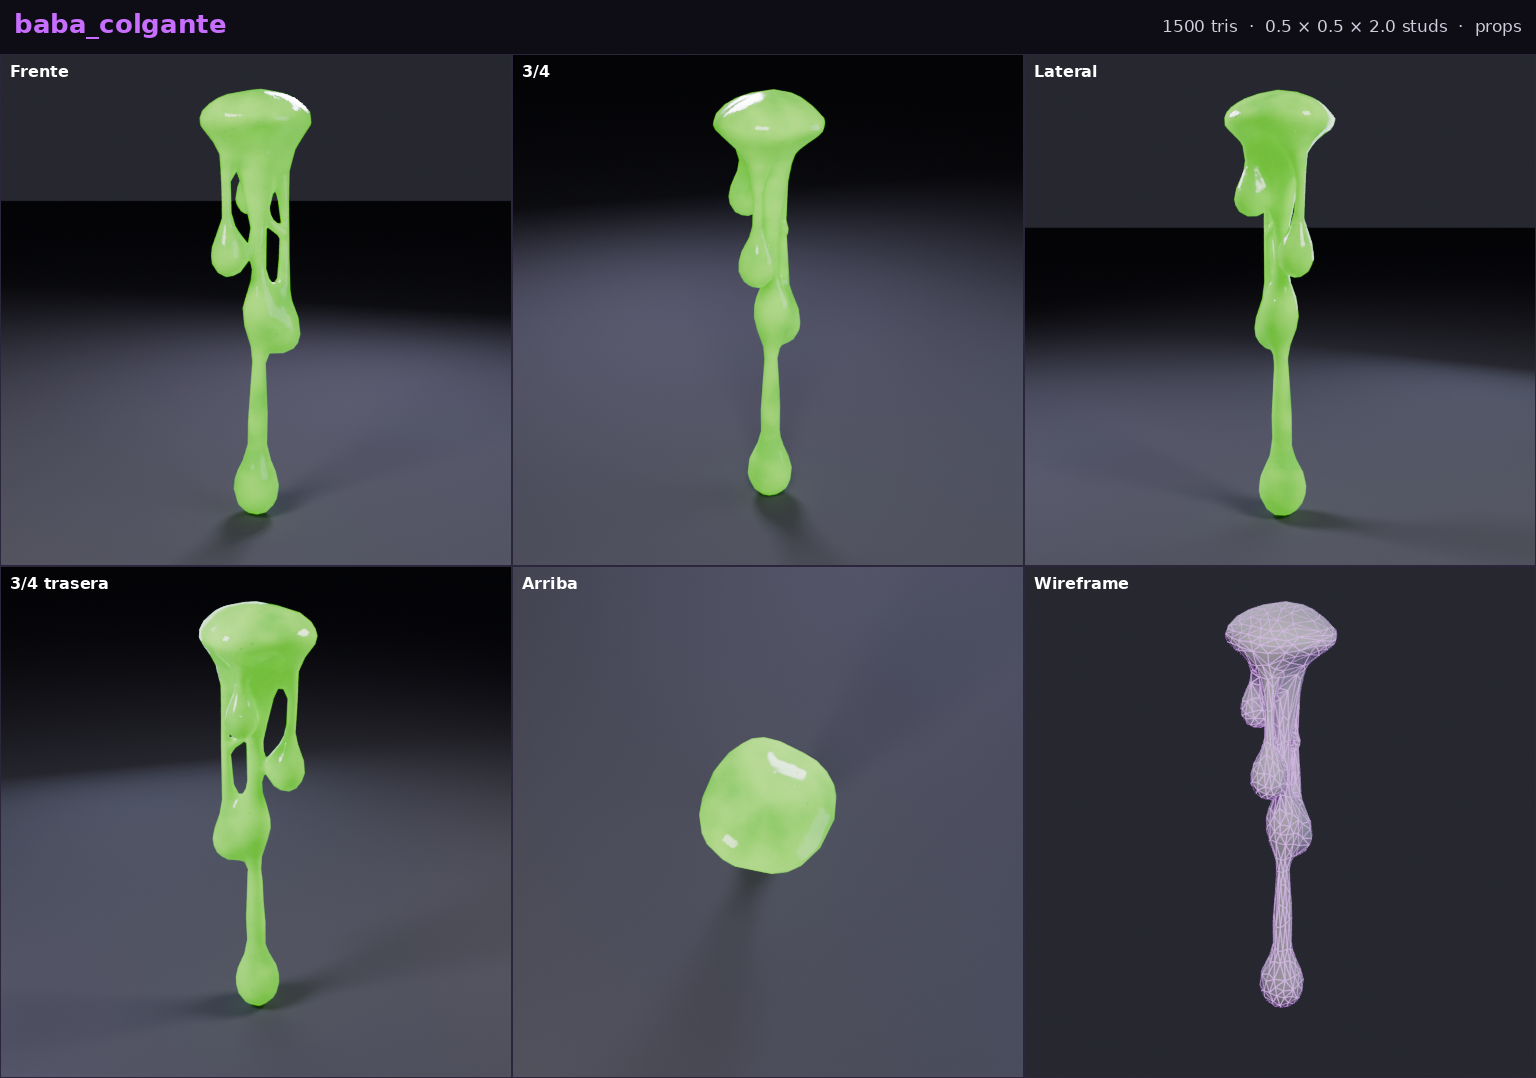 baba_colgante
1500 tris · 0.5 × 0.5 × 2.0 studs · props
Frente
3/4
Lateral
3/4 trasera
Arriba
Wireframe